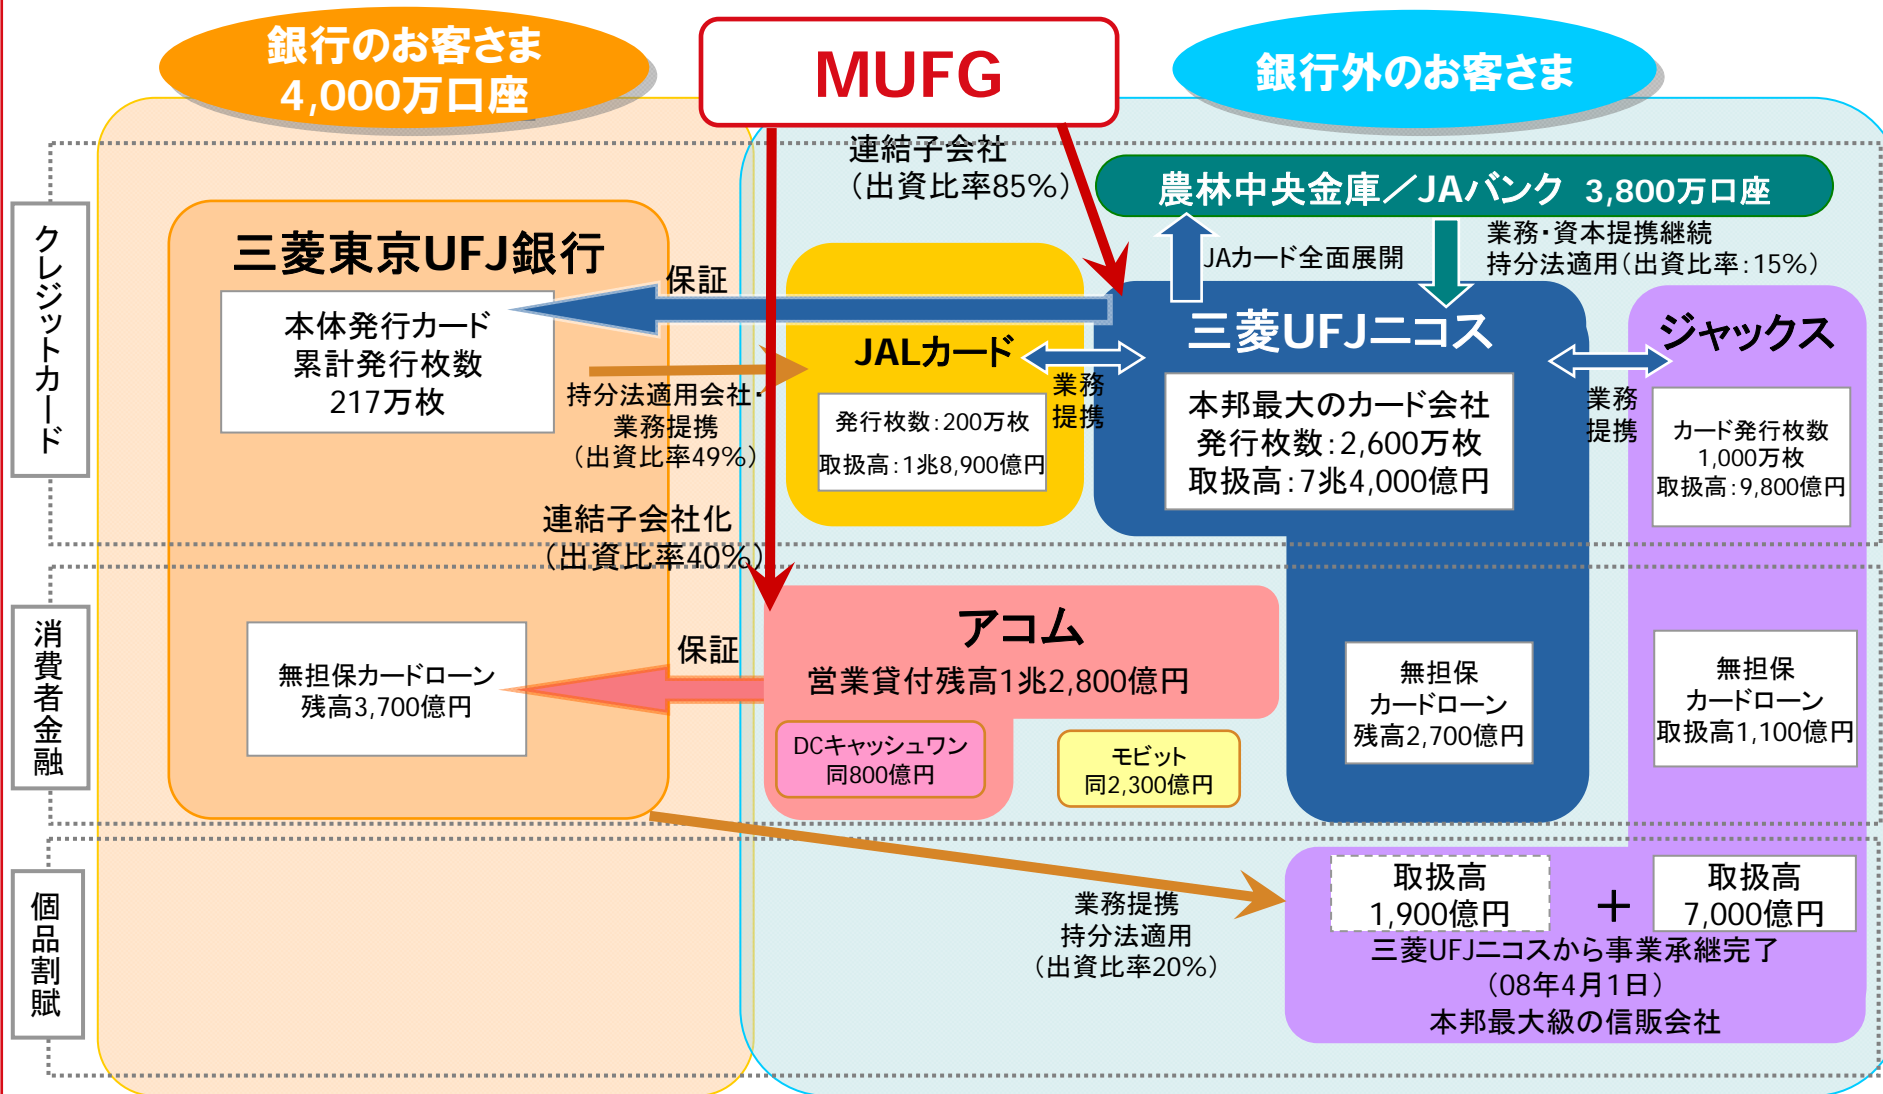 銀行のお客さま
4,000万口座
MUFG
銀行外のお客さま
連結子会社
（出資比率85%）
農林中央金庫／JAバンク 3,800万口座
クレジットカード
三菱東京UFJ銀行
本体発行カード
累計発行枚数
217万枚
保証
持分法適用会社・
業務提携
（出資比率49%）
連結子会社化
（出資比率40%）
JAカード全面展開
業務・資本提携継続
持分法適用（出資比率：15%）
JALカード
発行枚数：200万枚
取扱高：1兆8,900億円
業務
提携
三菱UFJニコス
本邦最大のカード会社
発行枚数：2,600万枚
取扱高：7兆4,000億円
業務
提携
ジャックス
カード発行枚数
1,000万枚
取扱高：9,800億円
消費者金融
無担保カードローン
残高3,700億円
保証
アコム
営業貸付残高1兆2,800億円
DCキャッシュワン
同800億円
モビット
同2,300億円
無担保
カードローン
残高2,700億円
無担保
カードローン
取扱高1,100億円
個品割賦
業務提携
持分法適用
（出資比率20%）
取扱高
1,900億円
＋
取扱高
7,000億円
三菱UFJニコスから事業承継完了
（08年4月1日）
本邦最大級の信販会社